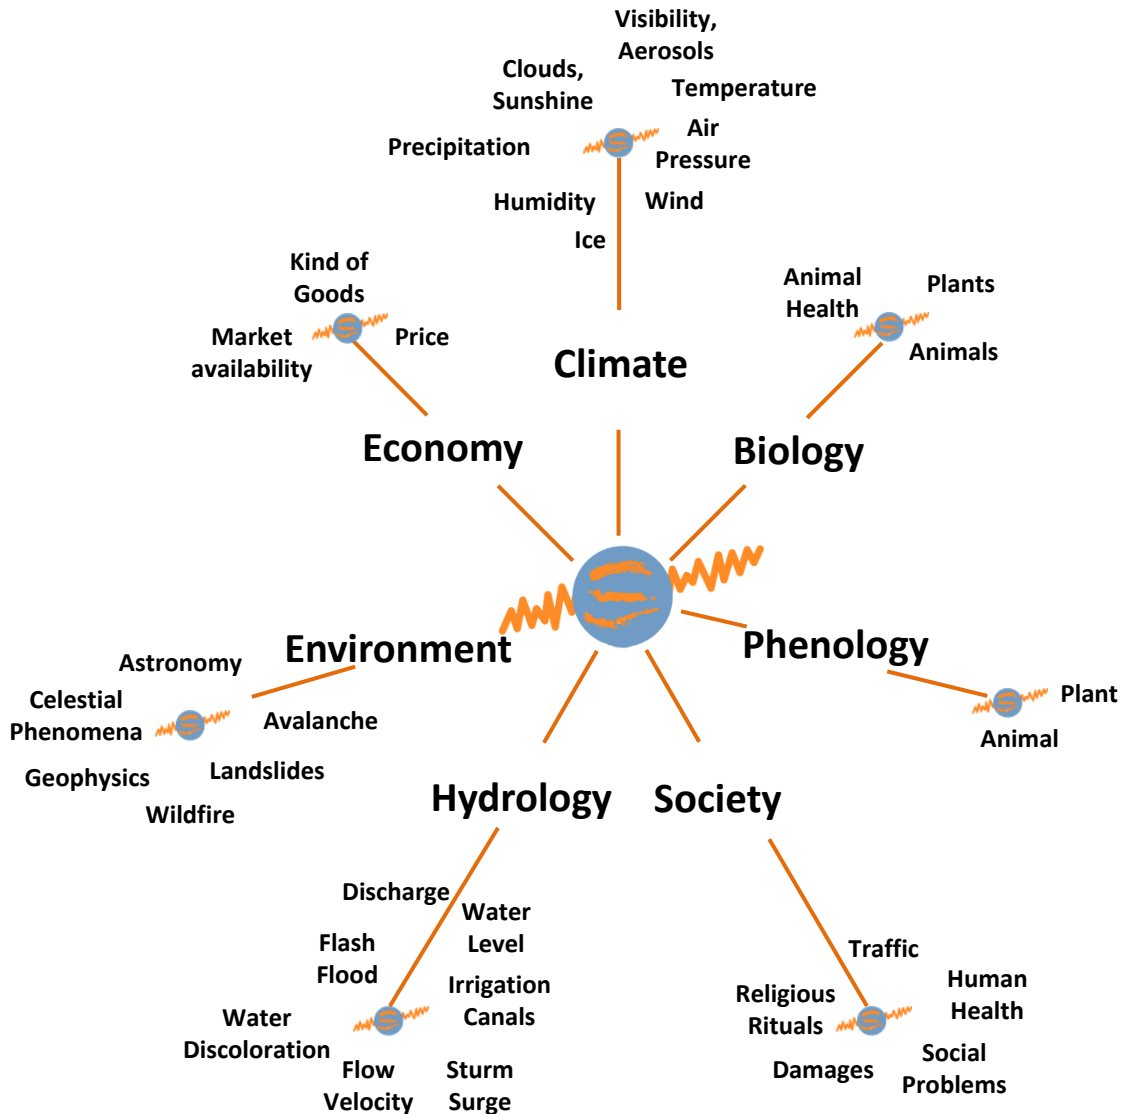 Visibility,
Aerosols
Clouds,
Sunshine
Temperature
Precipitation
Air
Pressure
Humidity
Wind
Ice
Climate
Kind of
Goods
Market
availability
Price
Economy
Animal
Health
Plants
Animals
Biology
Environment
Astronomy
Celestial
Phenomena
Avalanche
Geophysics
Landslides
Wildfire
Phenology
Plant
Animal
Hydrology
Discharge
Water
Level
Flash
Flood
Irrigation
Canals
Water
Discoloration
Flow
Velocity
Sturm
Surge
Society
Traffic
Human
Health
Religious
Rituals
Damages
Social
Problems